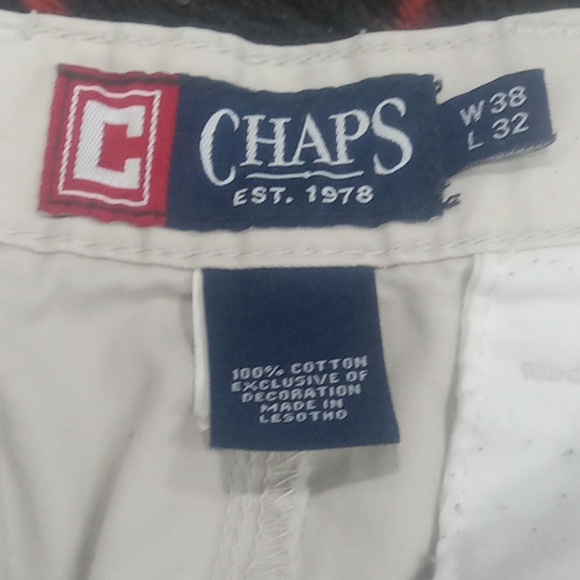 C
CHAPS
EST. 1978
W 38
L 32
100% COTTON
EXCLUSIVE OF
DECORATION
MADE IN
LESOTHO